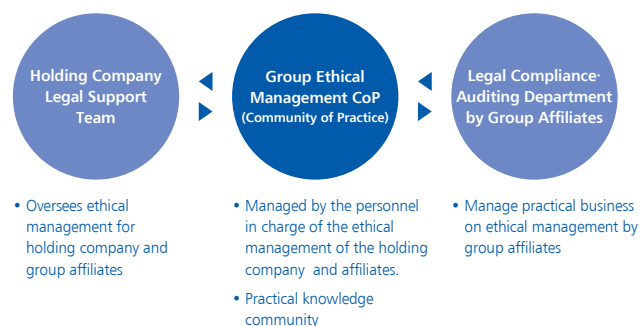 Holding Company
Legal Support
Team
Group Ethical
Management CoP
(Community of Practice)
Legal Compliance·
Auditing Department
by Group Affiliates
• Oversees ethical
management for
holding company and
group affiliates
• Managed by the personnel
in charge of the ethical
management of the holding
company and affiliates.
• Practical knowledge
community
• Manage practical business
on ethical management by
group affiliates